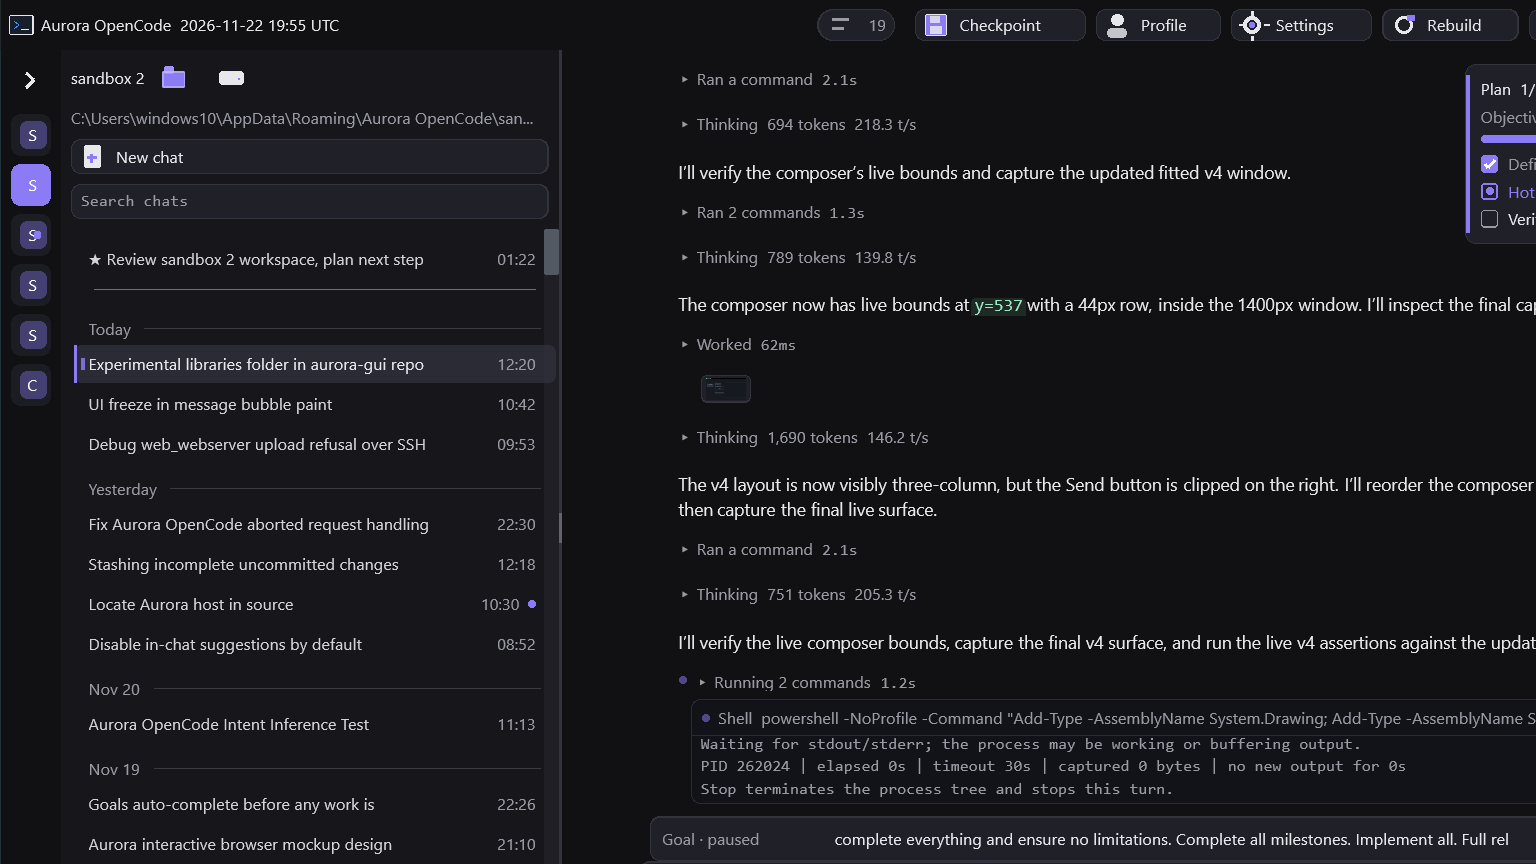 Aurora OpenCode 2026-11-22 19:55 UTC
19
Checkpoint
Profile
Settings
Rebuild
sandbox 2
C:\Users\windows10\AppData\Roaming\Aurora OpenCode\san...
New chat
Search chats
★ Review sandbox 2 workspace, plan next step 01:22
Today
Experimental libraries folder in aurora-gui repo 12:20
UI freeze in message bubble paint 10:42
Debug web_webserver upload refusal over SSH 09:53
Yesterday
Fix Aurora OpenCode aborted request handling 22:30
Stashing incomplete uncommitted changes 12:18
Locate Aurora host in source 10:30
Disable in-chat suggestions by default 08:52
Nov 20
Aurora OpenCode Intent Inference Test 11:13
Nov 19
Goals auto-complete before any work is 22:26
Aurora interactive browser mockup design 21:10
S
S
S
S
S
C
Ran a command 2.1s
Thinking 694 tokens 218.3 t/s
I’ll verify the composer’s live bounds and capture the updated fitted v4 window.
Ran 2 commands 1.3s
Thinking 789 tokens 139.8 t/s
The composer now has live bounds at y=537 with a 44px row, inside the 1400px window. I’ll inspect the final cap
Worked 62ms
Thinking 1,690 tokens 146.2 t/s
The v4 layout is now visibly three-column, but the Send button is clipped on the right. I’ll reorder the composer
then capture the final live surface.
Ran a command 2.1s
Thinking 751 tokens 205.3 t/s
I’ll verify the live composer bounds, capture the final v4 surface, and run the live v4 assertions against the updat
Running 2 commands 1.2s
Shell powershell -NoProfile -Command "Add-Type -AssemblyName System.Drawing; Add-Type -AssemblyName S
Waiting for stdout/stderr; the process may be working or buffering output.
PID 262024 | elapsed 0s | timeout 30s | captured 0 bytes | no new output for 0s
Stop terminates the process tree and stops this turn.
Goal · paused complete everything and ensure no limitations. Complete all milestones. Implement all. Full rel
Plan 1/
Objectiv
Defi
Hot
Veri